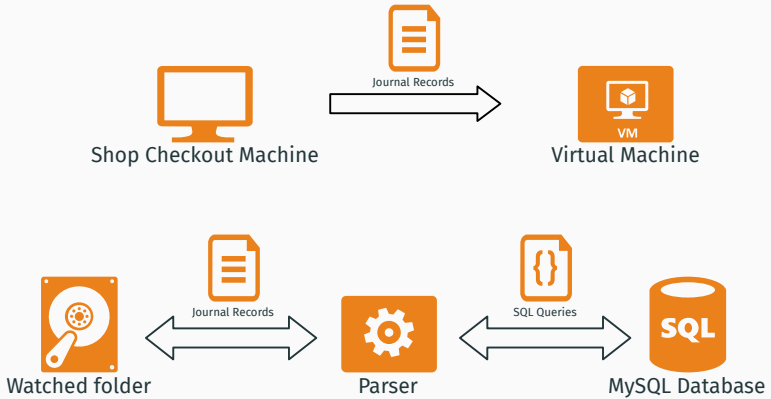 Journal Records
VM
Shop Checkout Machine
Virtual Machine
{}
Journal Records
SQL Queries
SQL
Watched folder
Parser
MySQL Database